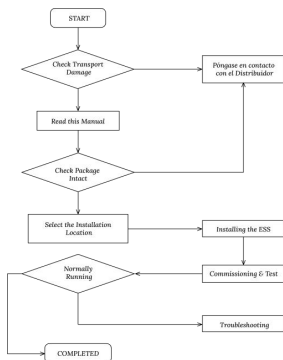 START
Check Transport
Damage
Póngase en contacto
con el Distribuidor
Read this Manual
Check Package
Intact
Select the Installation
Location
Installing the ESS
Normally
Running
Commissioning & Test
Troubleshooting
COMPLETED